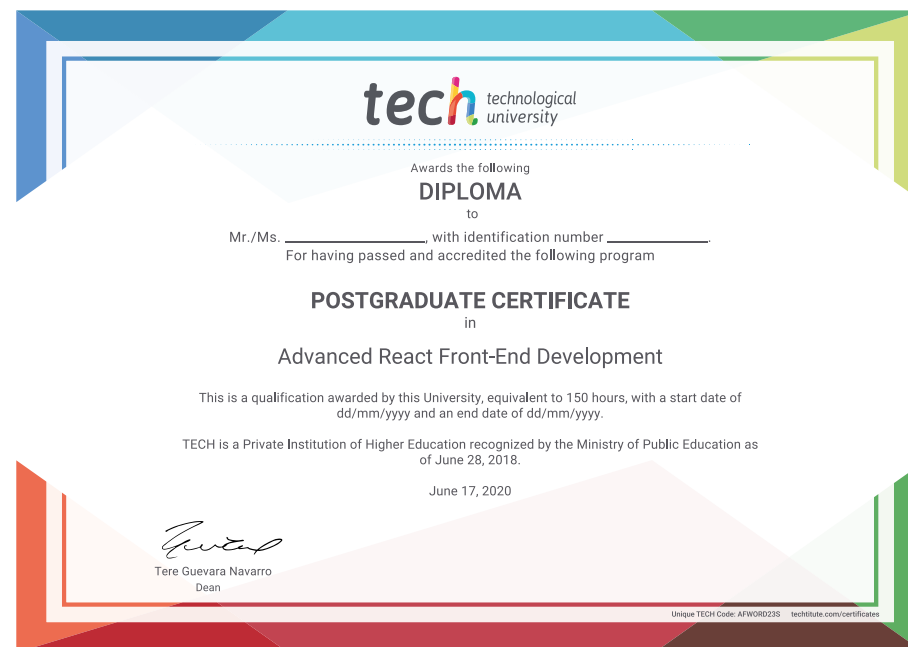 tech technological
university
Awards the following
DIPLOMA
to
Mr./Ms. ____________________, with identification number ______________.
For having passed and accredited the following program
POSTGRADUATE CERTIFICATE
in
Advanced React Front-End Development
This is a qualification awarded by this University, equivalent to 150 hours, with a start date of
dd/mm/yyyy and an end date of dd/mm/yyyy.
TECH is a Private Institution of Higher Education recognized by the Ministry of Public Education as
of June 28, 2018.
June 17, 2020
Tere Guevara Navarro
Dean
Unique TECH Code: AFWORD23S techtitute.com/certificates